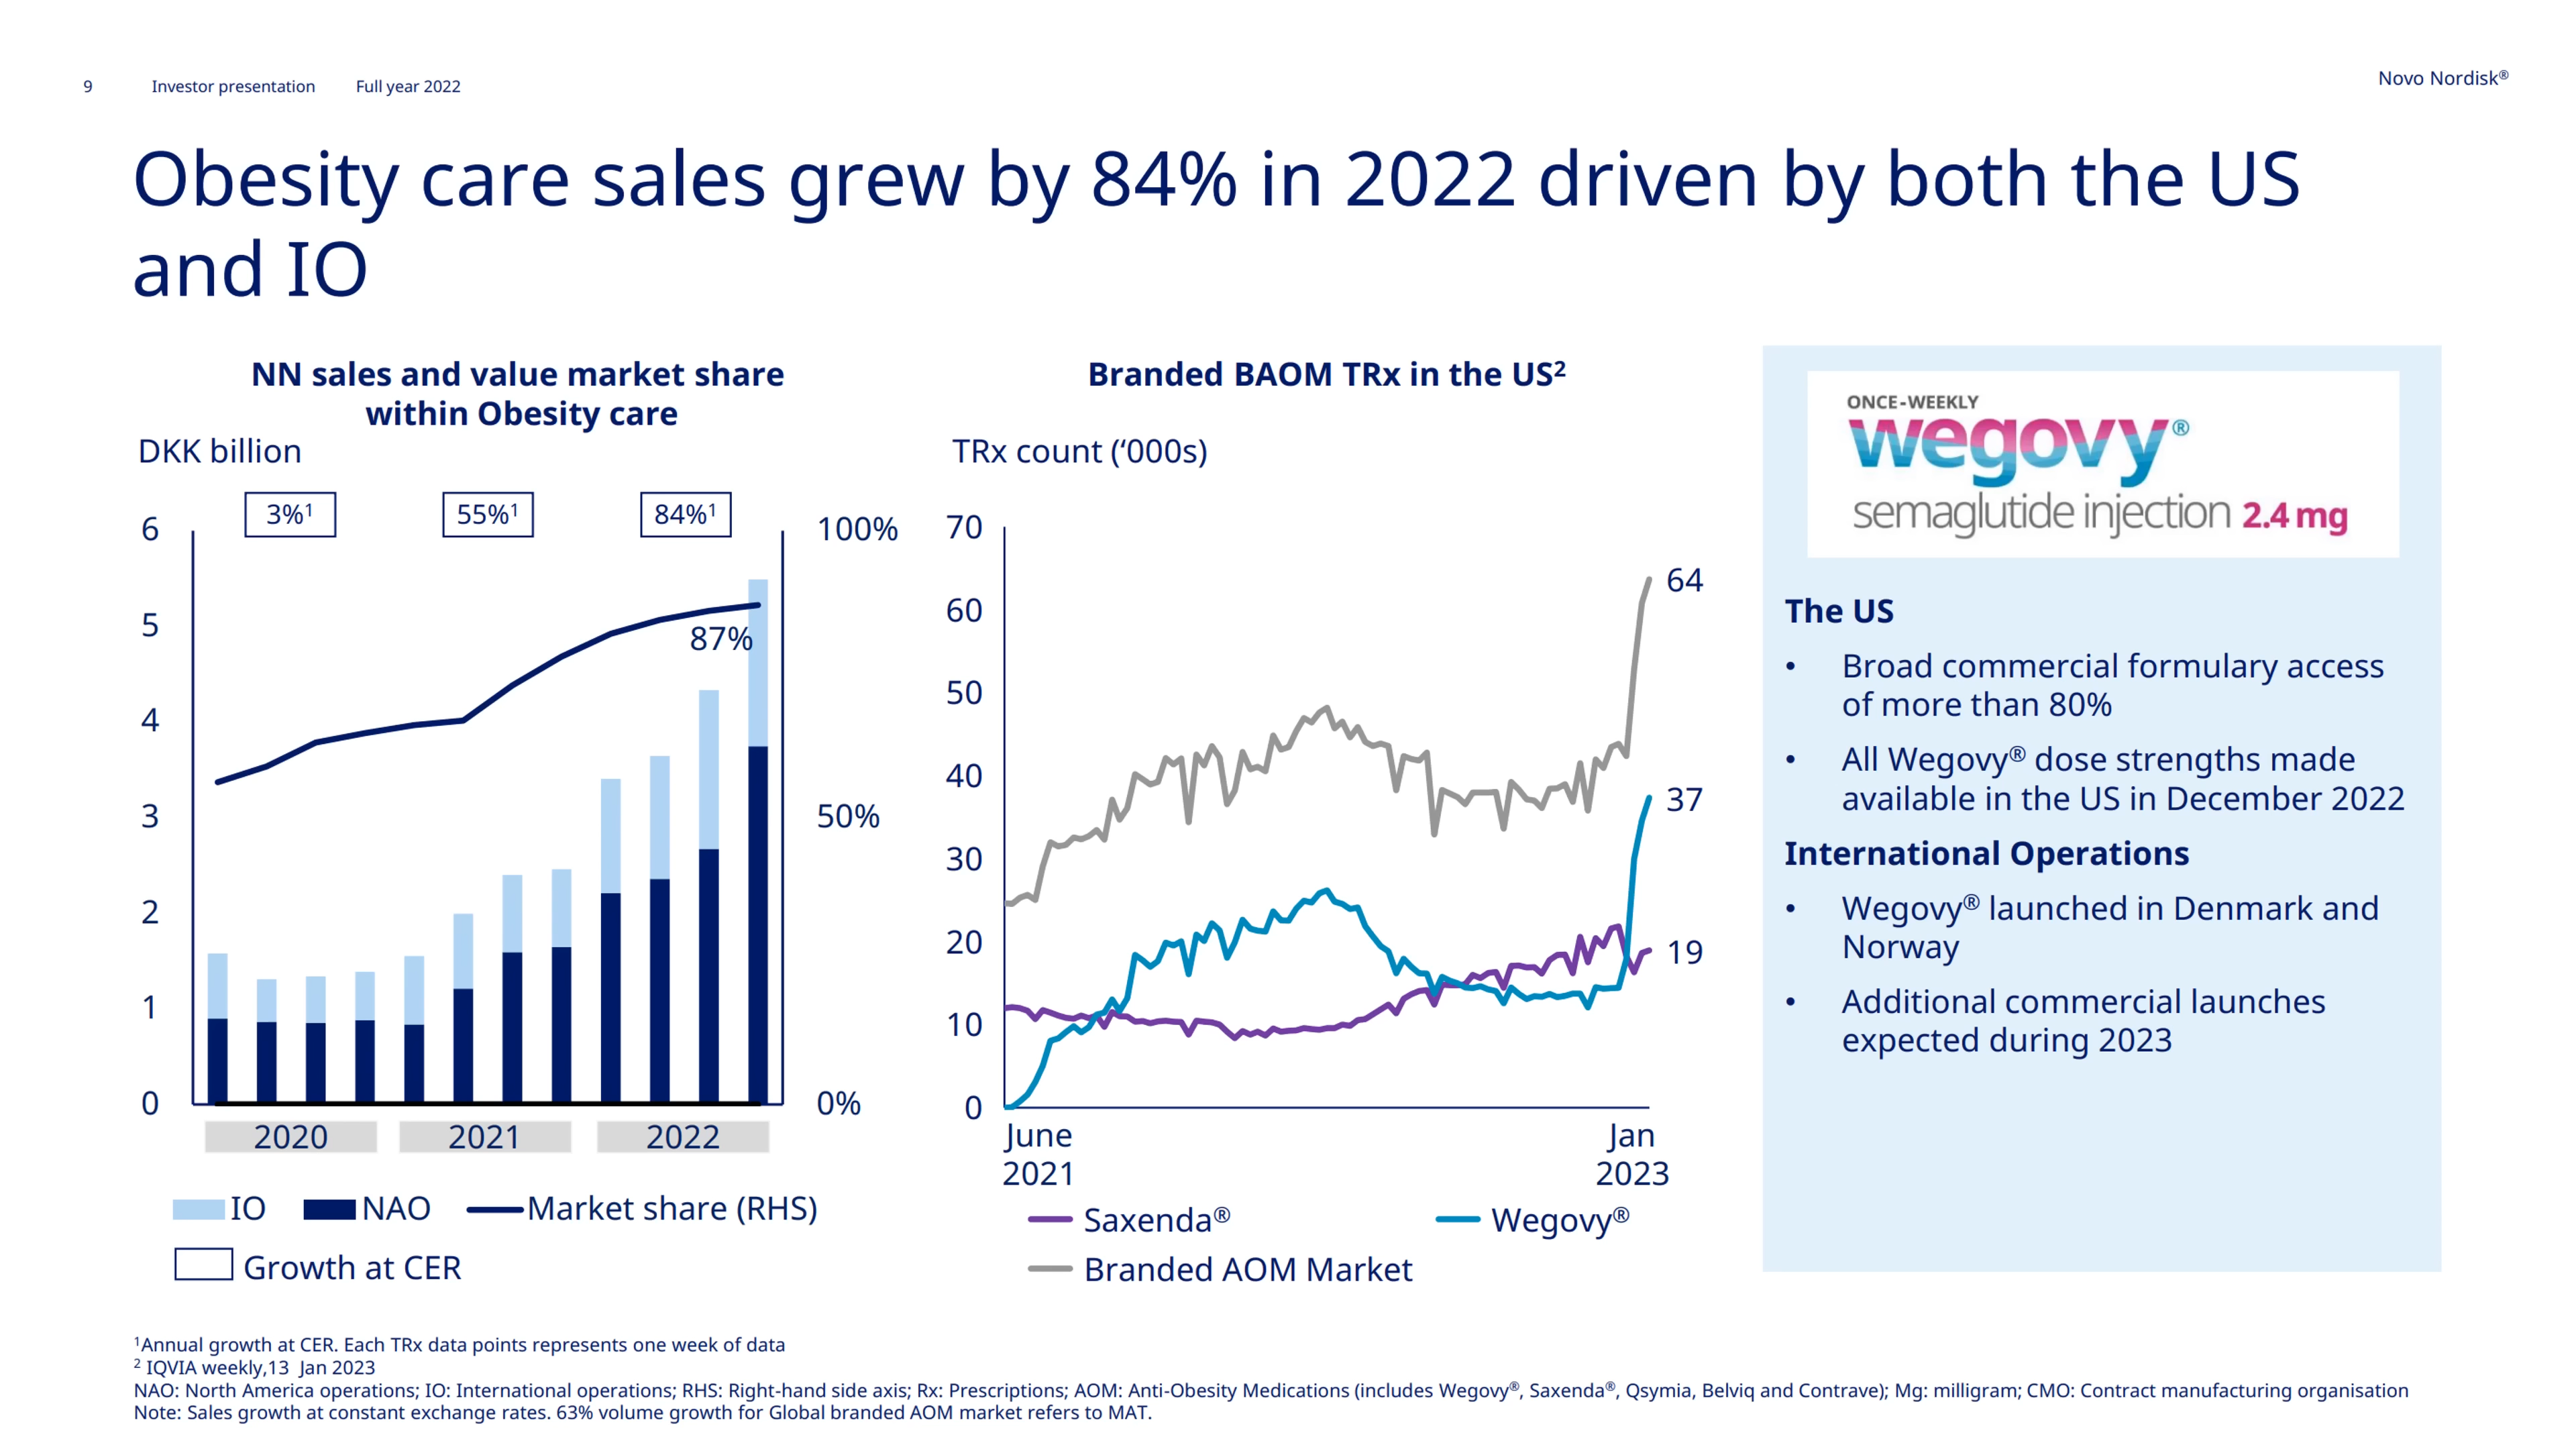 9 Investor presentation Full year 2022
Novo Nordisk®
Obesity care sales grew by 84% in 2022 driven by both the US
and IO
NN sales and value market share
within Obesity care
DKK billion
3%¹ 55%¹ 84%¹
6
5
4
3
2
1
0
100%
50%
0%
87%
2020 2021 2022
IO NAO Market share (RHS)
Growth at CER
Branded BAOM TRx in the US²
TRx count (‘000s)
70
60
50
40
30
20
10
0
64
37
19
June
2021
Jan
2023
Saxenda® Wegovy®
Branded AOM Market
ONCE-WEEKLY
wegovy®
semaglutide injection 2.4 mg
The US
• Broad commercial formulary access
of more than 80%
• All Wegovy® dose strengths made
available in the US in December 2022
International Operations
• Wegovy® launched in Denmark and
Norway
• Additional commercial launches
expected during 2023
¹Annual growth at CER. Each TRx data points represents one week of data
² IQVIA weekly,13 Jan 2023
NAO: North America operations; IO: International operations; RHS: Right-hand side axis; Rx: Prescriptions; AOM: Anti-Obesity Medications (includes Wegovy®, Saxenda®, Qsymia, Belviq and Contrave); Mg: milligram; CMO: Contract manufacturing organisation
Note: Sales growth at constant exchange rates. 63% volume growth for Global branded AOM market refers to MAT.